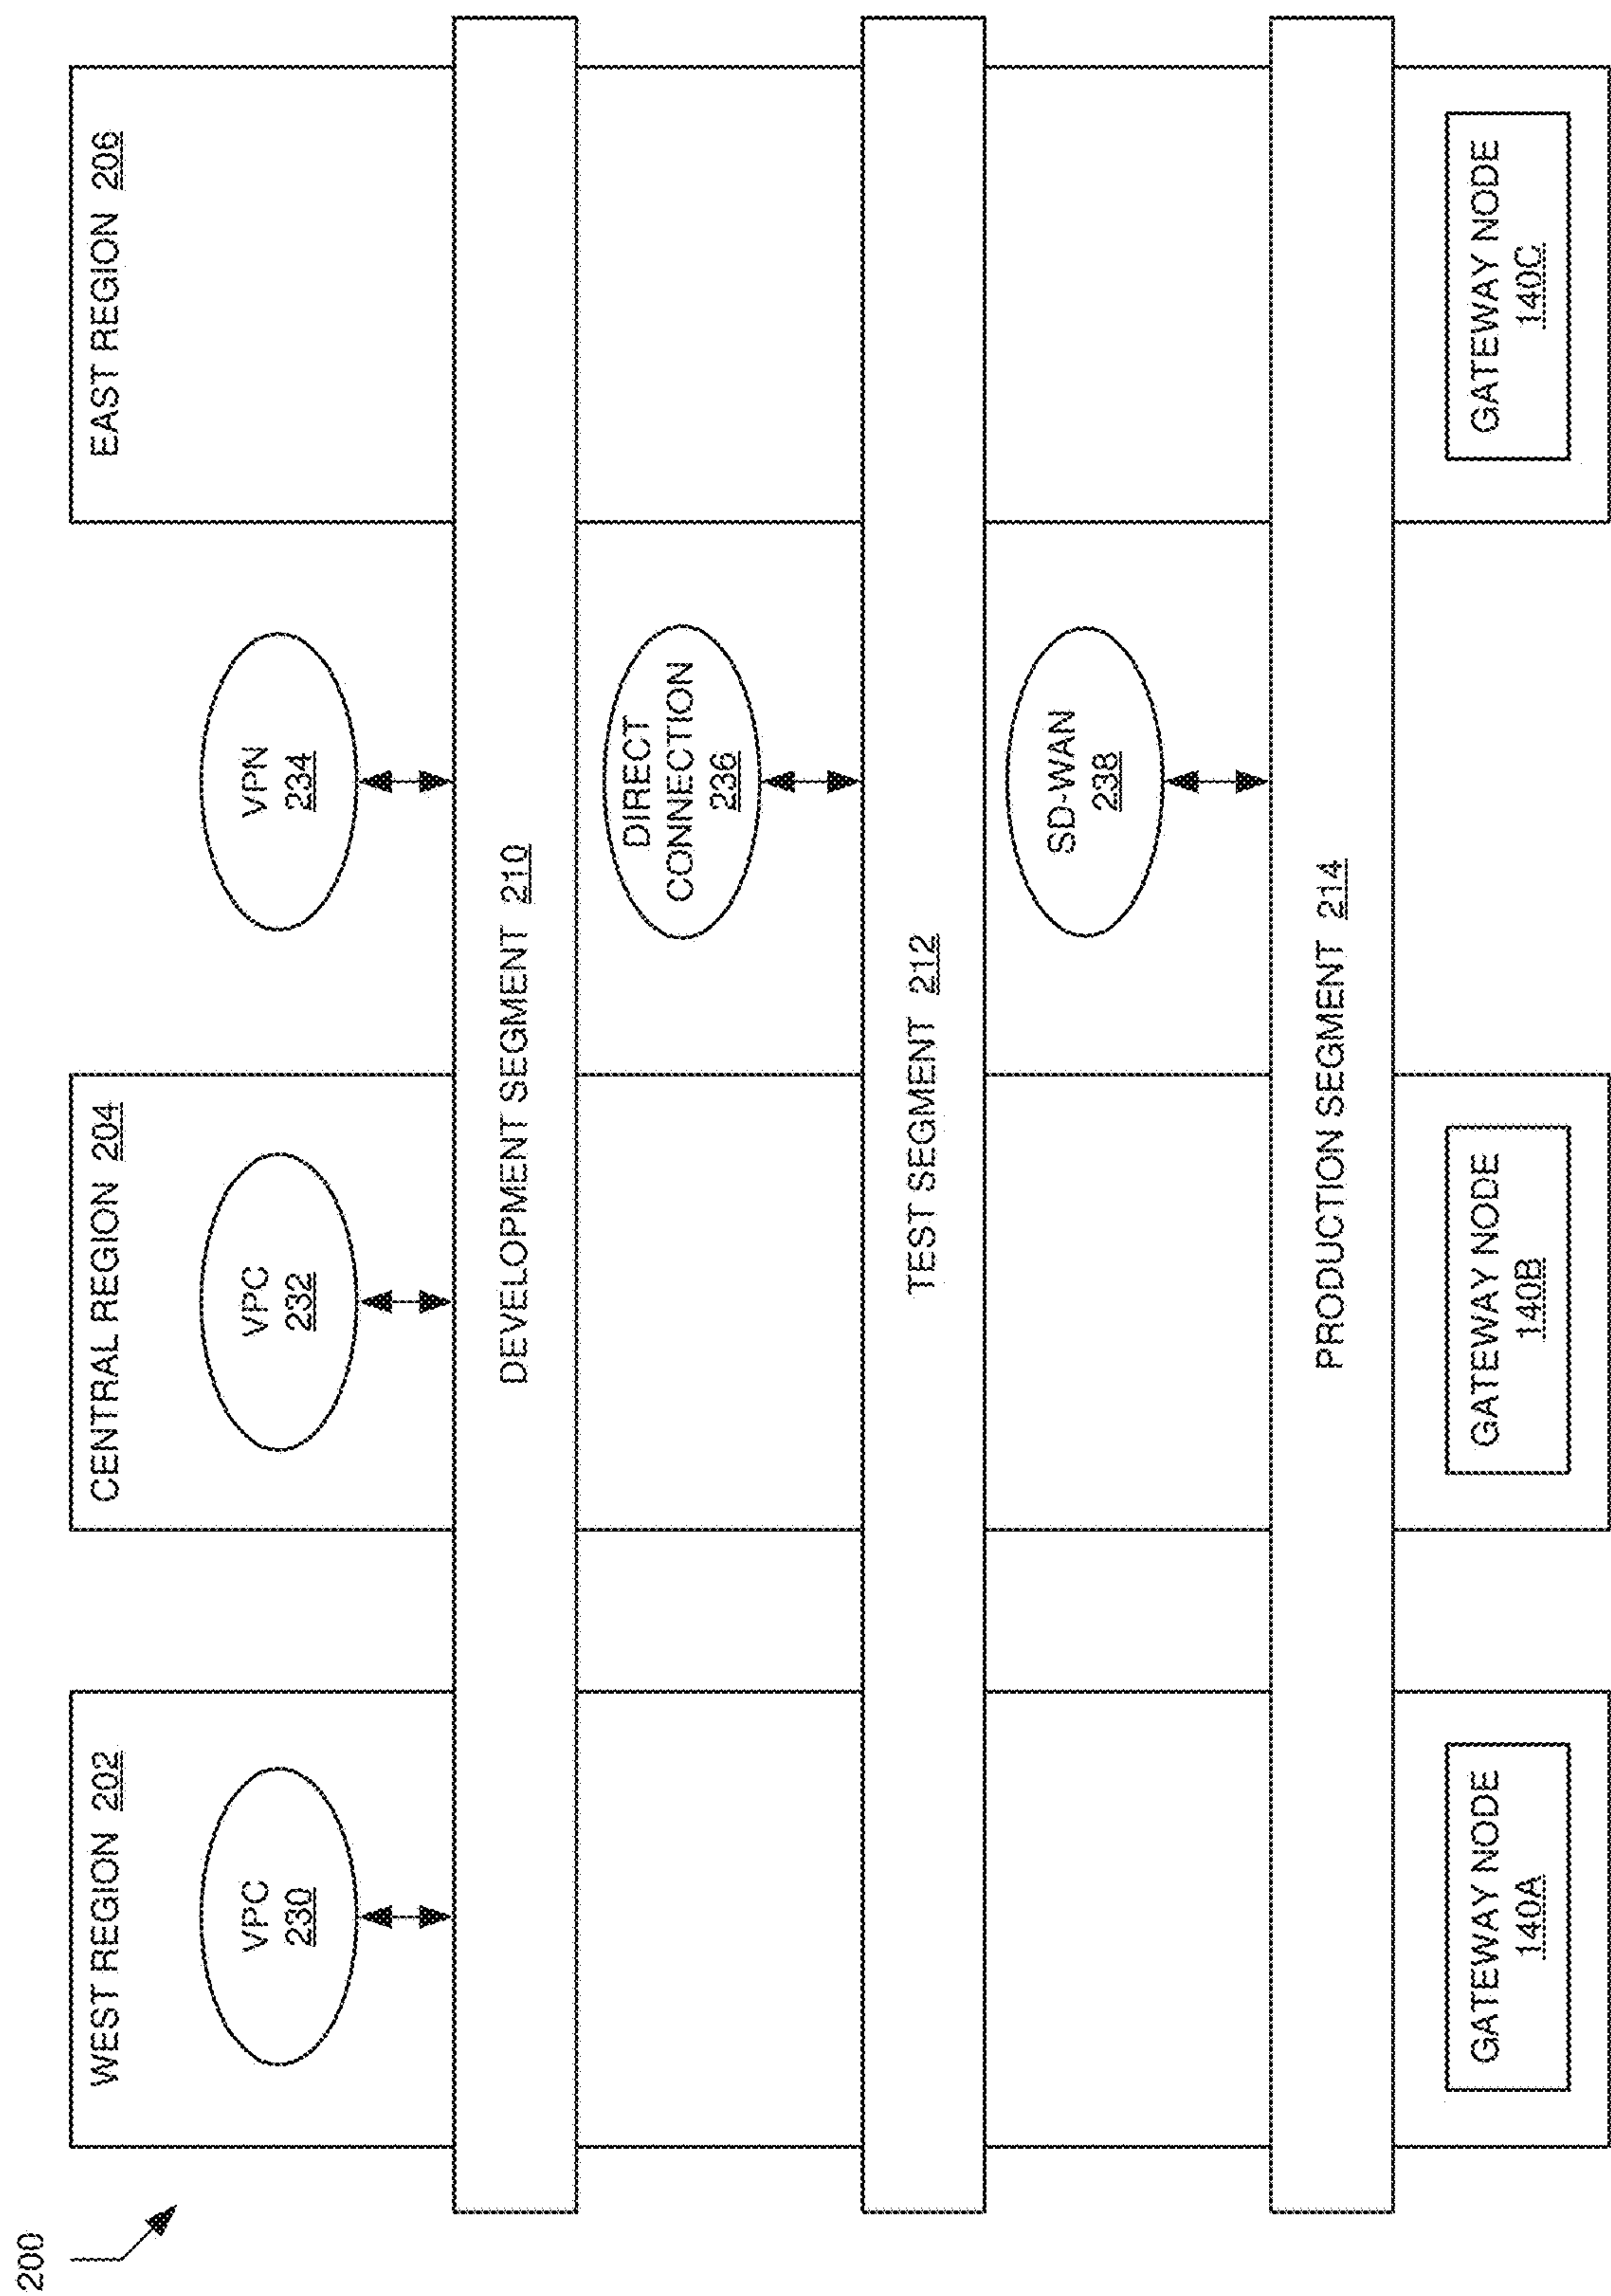 200
WEST REGION 202
CENTRAL REGION 204
EAST REGION 206
VPC
230
VPC
232
VPN
234
DEVELOPMENT SEGMENT 210
DIRECT
CONNECTION
236
TEST SEGMENT 212
SD-WAN
238
PRODUCTION SEGMENT 214
GATEWAY NODE
140A
GATEWAY NODE
140B
GATEWAY NODE
140C